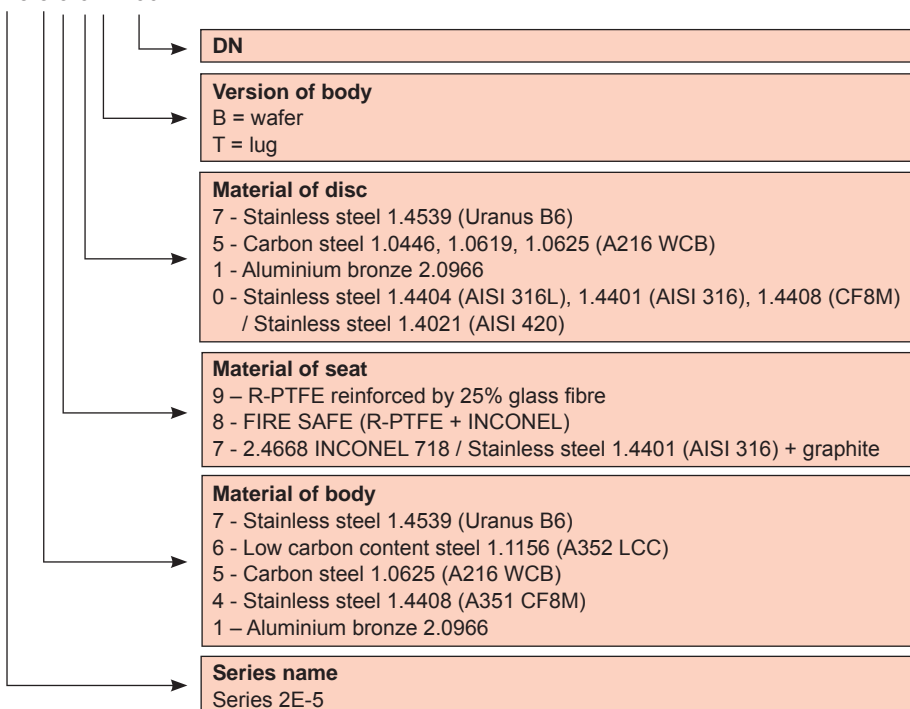 DN
Version of body
B = wafer
T = lug
Material of disc
7 - Stainless steel 1.4539 (Uranus B6)
5 - Carbon steel 1.0446, 1.0619, 1.0625 (A216 WCB)
1 - Aluminium bronze 2.0966
0 - Stainless steel 1.4404 (AISI 316L), 1.4401 (AISI 316), 1.4408 (CF8M)
/ Stainless steel 1.4021 (AISI 420)
Material of seat
9 – R-PTFE reinforced by 25% glass fibre
8 - FIRE SAFE (R-PTFE + INCONEL)
7 - 2.4668 INCONEL 718 / Stainless steel 1.4401 (AISI 316) + graphite
Material of body
7 - Stainless steel 1.4539 (Uranus B6)
6 - Low carbon content steel 1.1156 (A352 LCC)
5 - Carbon steel 1.0625 (A216 WCB)
4 - Stainless steel 1.4408 (A351 CF8M)
1 – Aluminium bronze 2.0966
Series name
Series 2E-5